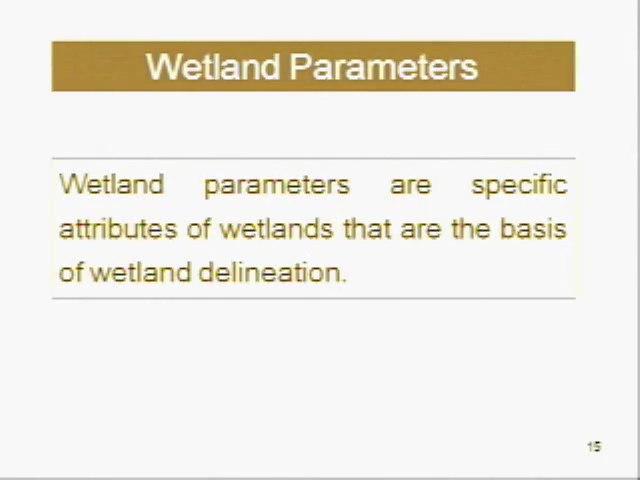 Wetland Parameters
Wetland parameters are specific
attributes of wetlands that are the basis
of wetland delineation.
15